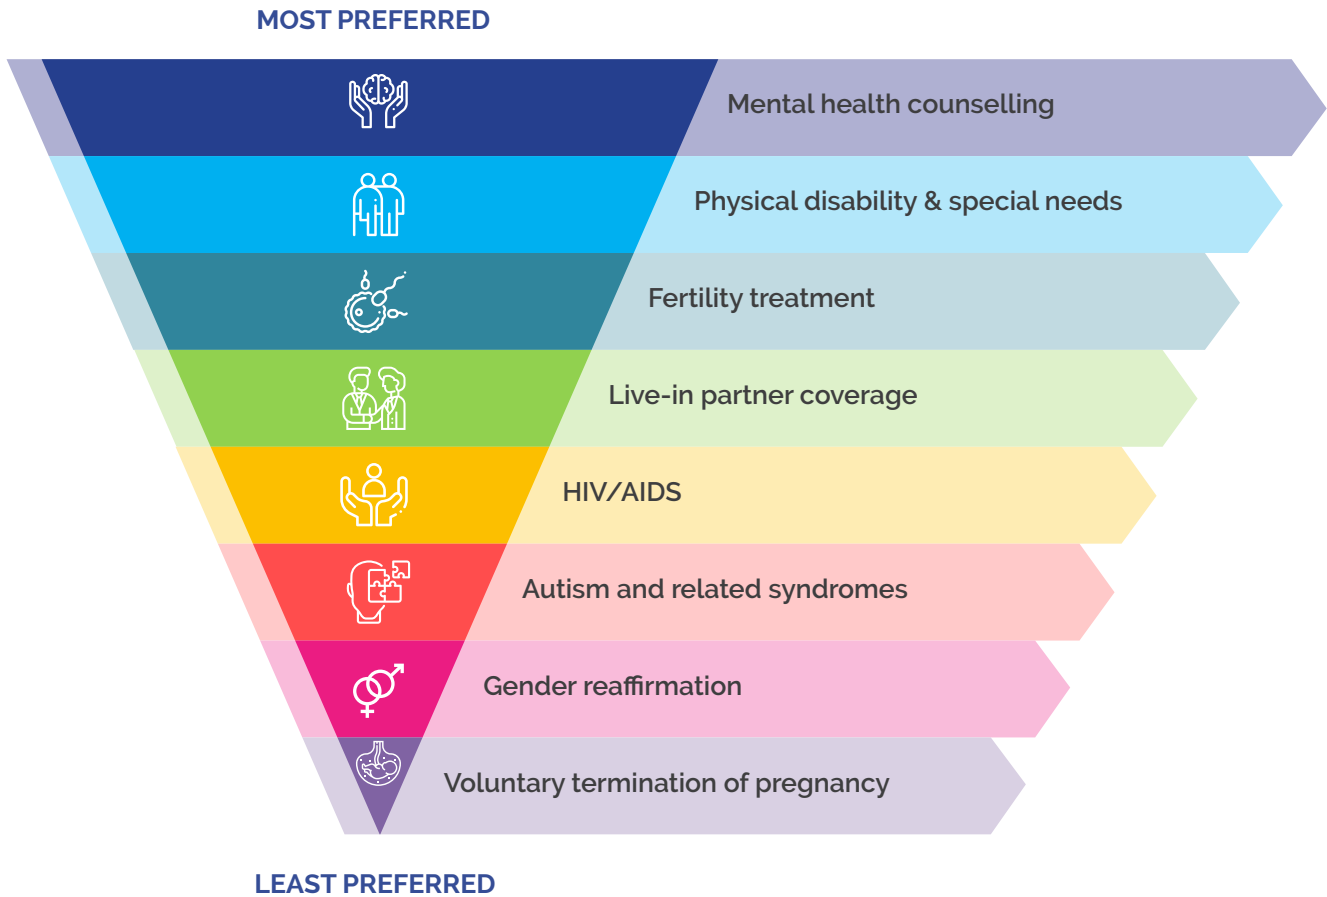 MOST PREFERRED
Mental health counselling
Physical disability & special needs
Fertility treatment
Live-in partner coverage
HIV/AIDS
Autism and related syndromes
Gender reaffirmation
Voluntary termination of pregnancy
LEAST PREFERRED